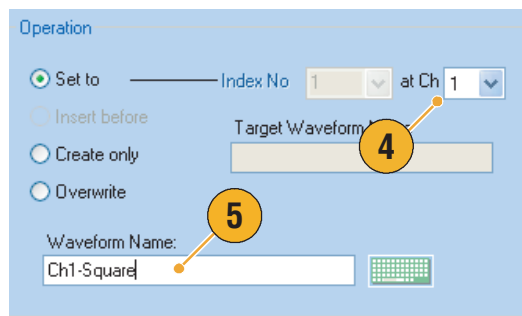 Operation
Set to Index No 1 at Ch 1
Insert before
Target Waveform
4
Create only
Overwrite
5
Waveform Name:
Ch1-Square